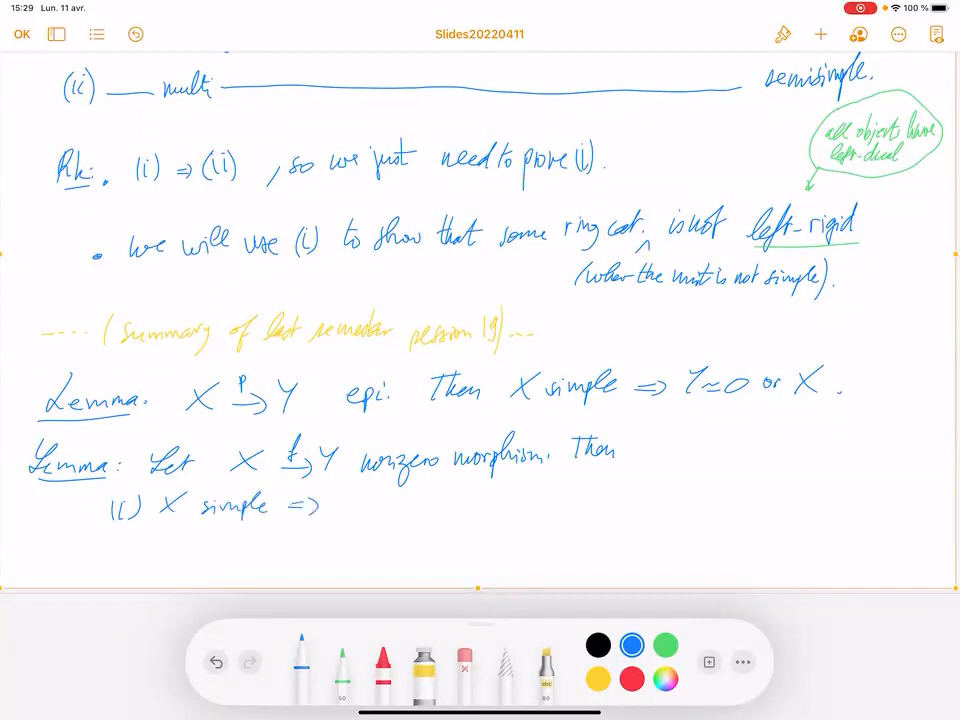 15:29 Lun. 11 avr.
100 %
OK
Slides20220411
(ii) —— multi —————— semisimple.
all objects have
left-dual
Rk: . (i) ⇒ (ii) , so we just need to prove (i).
. we will use (i) to show that some ring cat. is not left-rigid
(when the unit is not simple).
.... (summary of last semester session 19) ...
Lemma: X →p Y epi. Then X simple ⇒ Y ≃ 0 or X .
Lemma: Let X →f Y nonzero morphism. Then
(i) X simple ⇒
50
abc
80